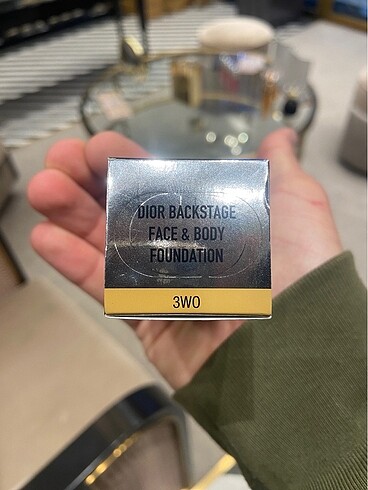 DIOR BACKSTAGE
FACE & BODY
FOUNDATION
3WO